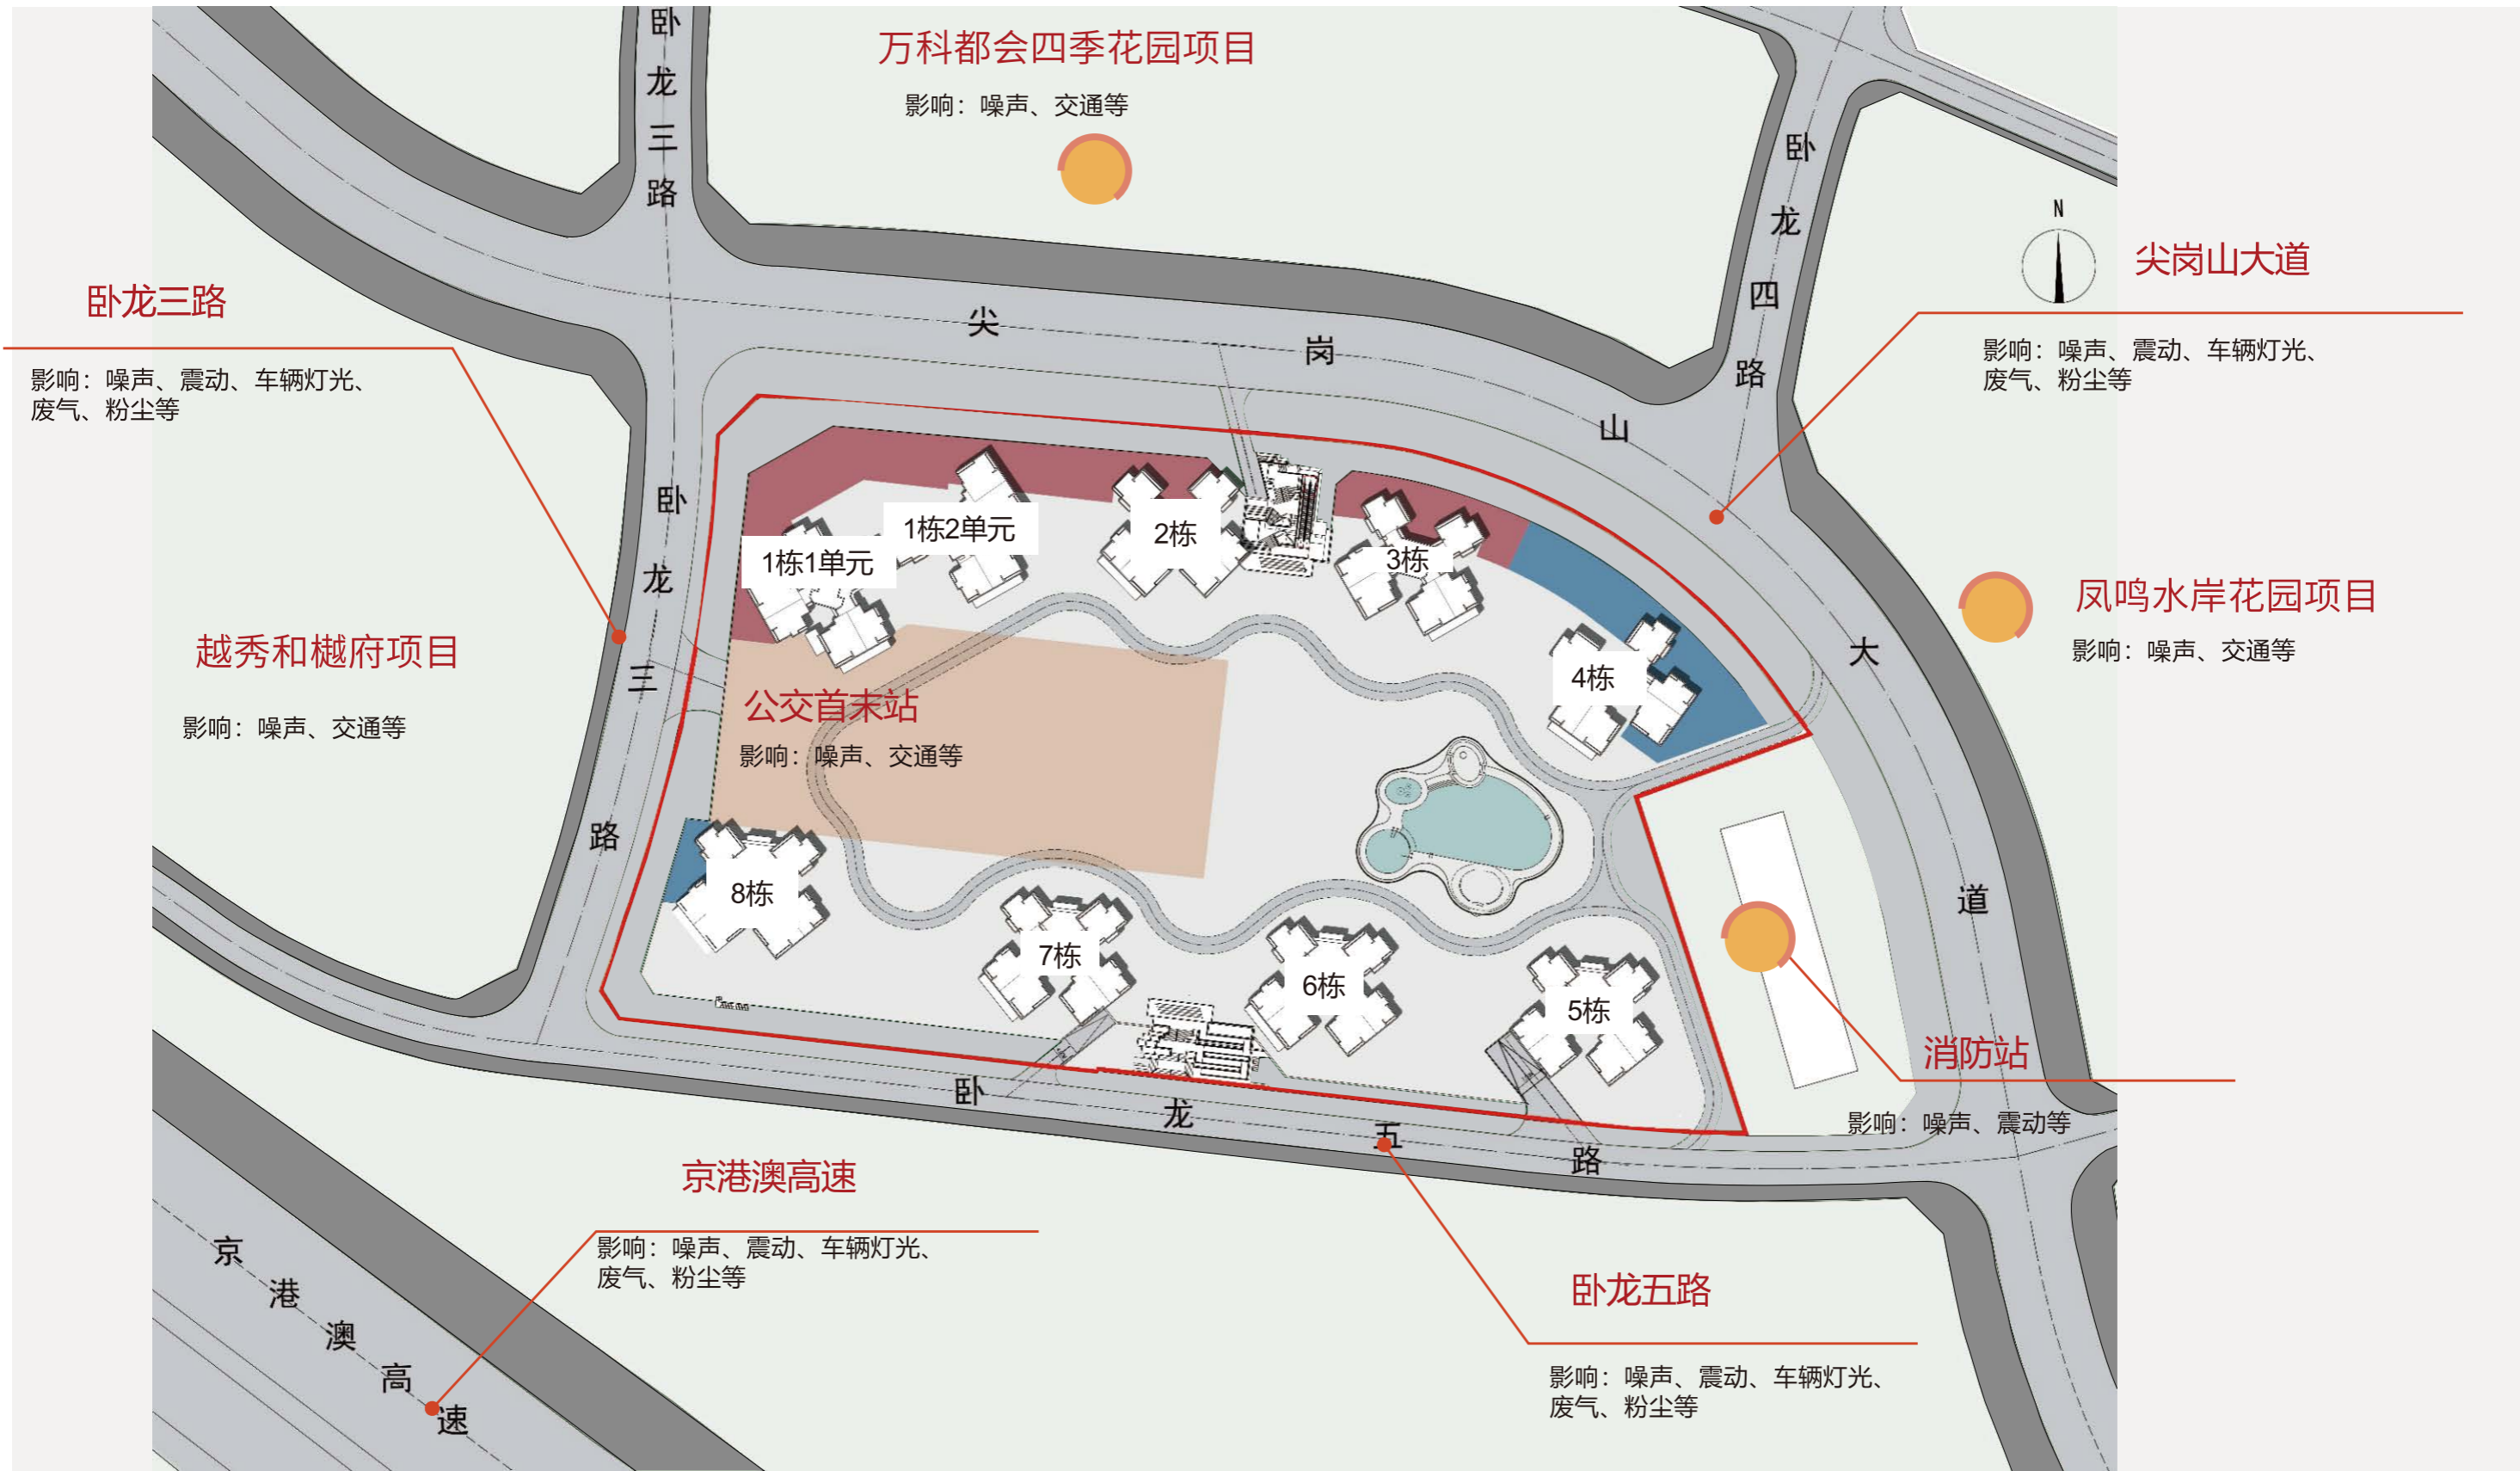 卧龙三路
万科都会四季花园项目
影响：噪声、交通等
卧龙四路
N
尖岗山大道
影响：噪声、震动、车辆灯光、
废气、粉尘等
卧龙三路
影响：噪声、震动、车辆灯光、
废气、粉尘等
尖岗山大道
卧龙三路
1栋2单元
1栋1单元
2栋
3栋
4栋
凤鸣水岸花园项目
影响：噪声、交通等
越秀和樾府项目
影响：噪声、交通等
公交首末站
影响：噪声、交通等
8栋
7栋
6栋
5栋
消防站
影响：噪声、震动等
卧龙五路
京港澳高速
影响：噪声、震动、车辆灯光、
废气、粉尘等
京港澳高速
卧龙五路
影响：噪声、震动、车辆灯光、
废气、粉尘等